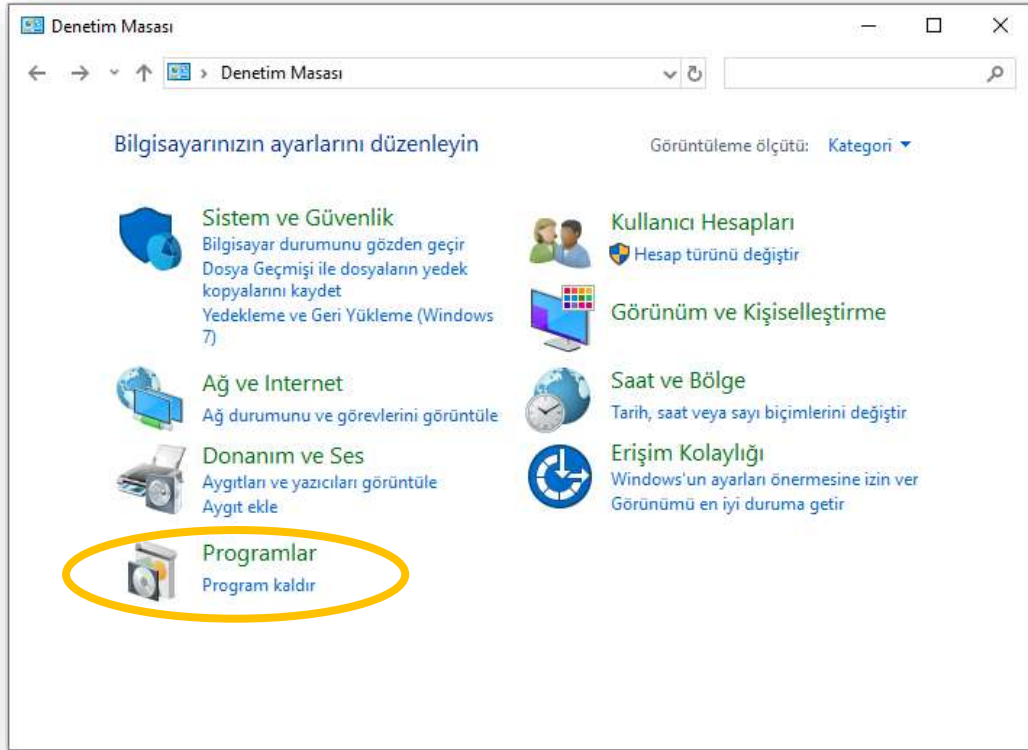 Denetim Masası
Denetim Masası
Bilgisayarınızın ayarlarını düzenleyin
Görüntüleme ölçütü: Kategori
Sistem ve Güvenlik
Bilgisayar durumunu gözden geçir
Dosya Geçmişi ile dosyaların yedek
kopyalarını kaydet
Yedekleme ve Geri Yükleme (Windows
7)
Ağ ve Internet
Ağ durumunu ve görevlerini görüntüle
Donanım ve Ses
Aygıtları ve yazıcıları görüntüle
Aygıt ekle
Programlar
Program kaldır
Kullanıcı Hesapları
Hesap türünü değiştir
Görünüm ve Kişiselleştirme
Saat ve Bölge
Tarih, saat veya sayı biçimlerini değiştir
Erişim Kolaylığı
Windows'un ayarları önermesine izin ver
Görünümü en iyi duruma getir